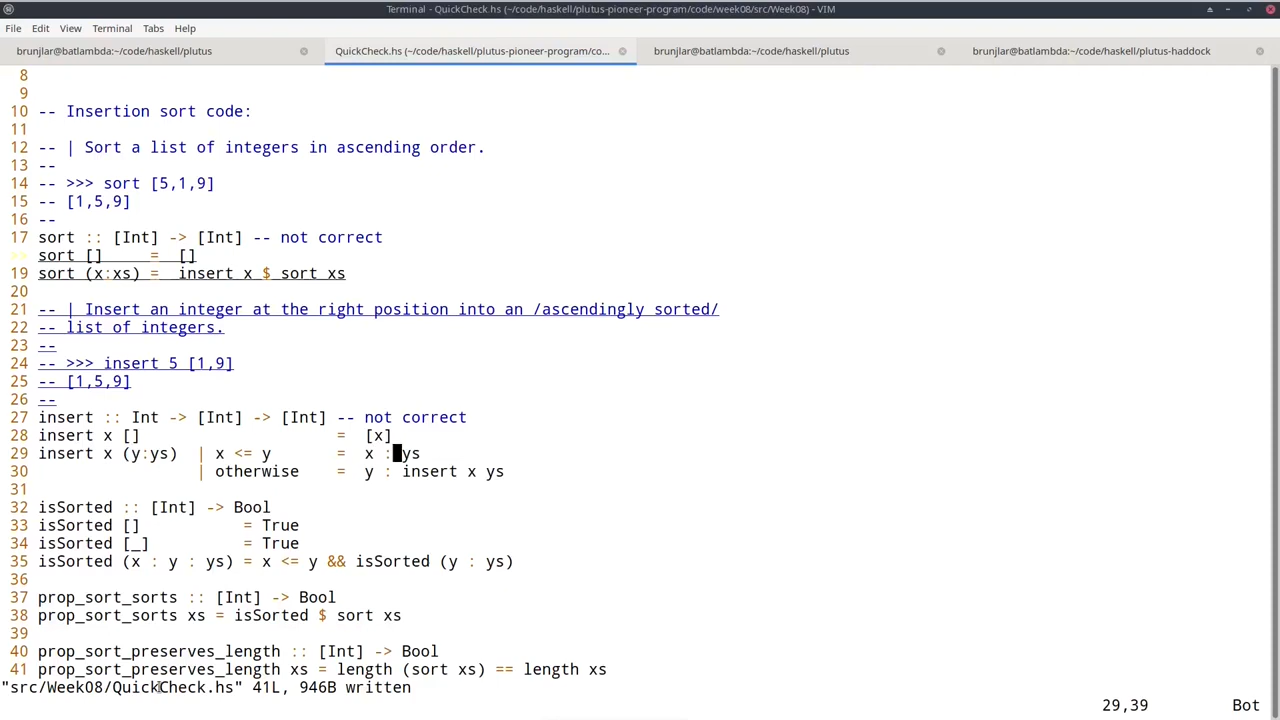 Terminal - QuickCheck.hs (~/code/haskell/plutus-pioneer-program/code/week08/src/Week08) - VIM
File Edit View Terminal Tabs Help
brunjlar@batlambda:~/code/haskell/plutus QuickCheck.hs (~/code/haskell/plutus-pioneer-program/co... brunjlar@batlambda:~/code/haskell/plutus brunjlar@batlambda:~/code/haskell/plutus-haddock
8
9
10 -- Insertion sort code:
11
12 -- | Sort a list of integers in ascending order.
13 --
14 -- >>> sort [5,1,9]
15 -- [1,5,9]
16 --
17 sort :: [Int] -> [Int] -- not correct
sort []     =  []
19 sort (x:xs) =  insert x $ sort xs
20
21 -- | Insert an integer at the right position into an /ascendingly sorted/
22 -- list of integers.
23 --
24 -- >>> insert 5 [1,9]
25 -- [1,5,9]
26 --
27 insert :: Int -> [Int] -> [Int] -- not correct
28 insert x []                     =  [x]
29 insert x (y:ys)  | x <= y       =  x : ys
30                  | otherwise    =  y : insert x ys
31
32 isSorted :: [Int] -> Bool
33 isSorted []           = True
34 isSorted [_]          = True
35 isSorted (x : y : ys) = x <= y && isSorted (y : ys)
36
37 prop_sort_sorts :: [Int] -> Bool
38 prop_sort_sorts xs = isSorted $ sort xs
39
40 prop_sort_preserves_length :: [Int] -> Bool
41 prop_sort_preserves_length xs = length (sort xs) == length xs
"src/Week08/QuickCheck.hs" 41L, 946B written
29,39 Bot